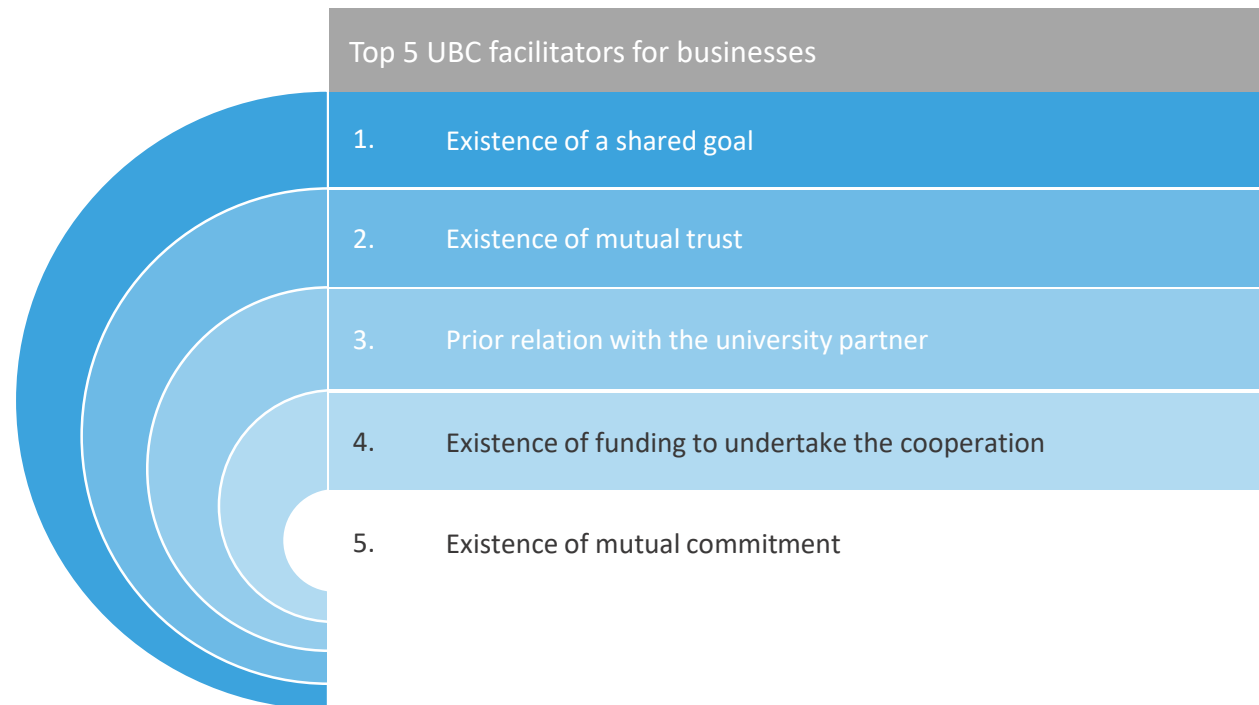 Top 5 UBC facilitators for businesses
1. Existence of a shared goal
2. Existence of mutual trust
3. Prior relation with the university partner
4. Existence of funding to undertake the cooperation
5. Existence of mutual commitment